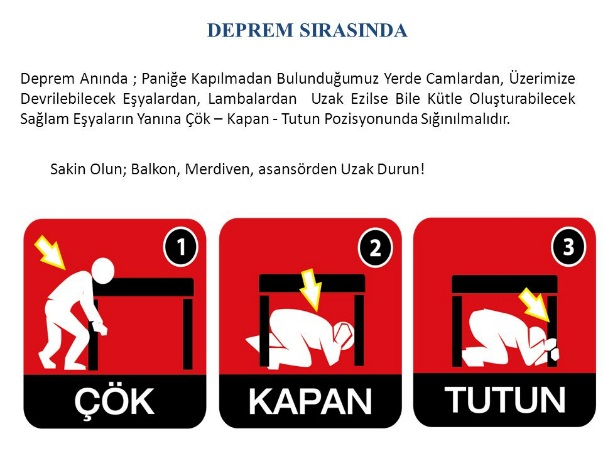 DEPREM SIRASINDA
Deprem Anında ; Paniğe Kapılmadan Bulunduğumuz Yerde Camlardan, Üzerimize
Devrilebilecek Eşyalardan, Lambalardan Uzak Ezilse Bile Kütle Oluşturabilecek
Sağlam Eşyaların Yanına Çök – Kapan - Tutun Pozisyonunda Sığınılmalıdır.
Sakin Olun; Balkon, Merdiven, asansörden Uzak Durun!
1
2
3
ÇÖK
KAPAN
TUTUN